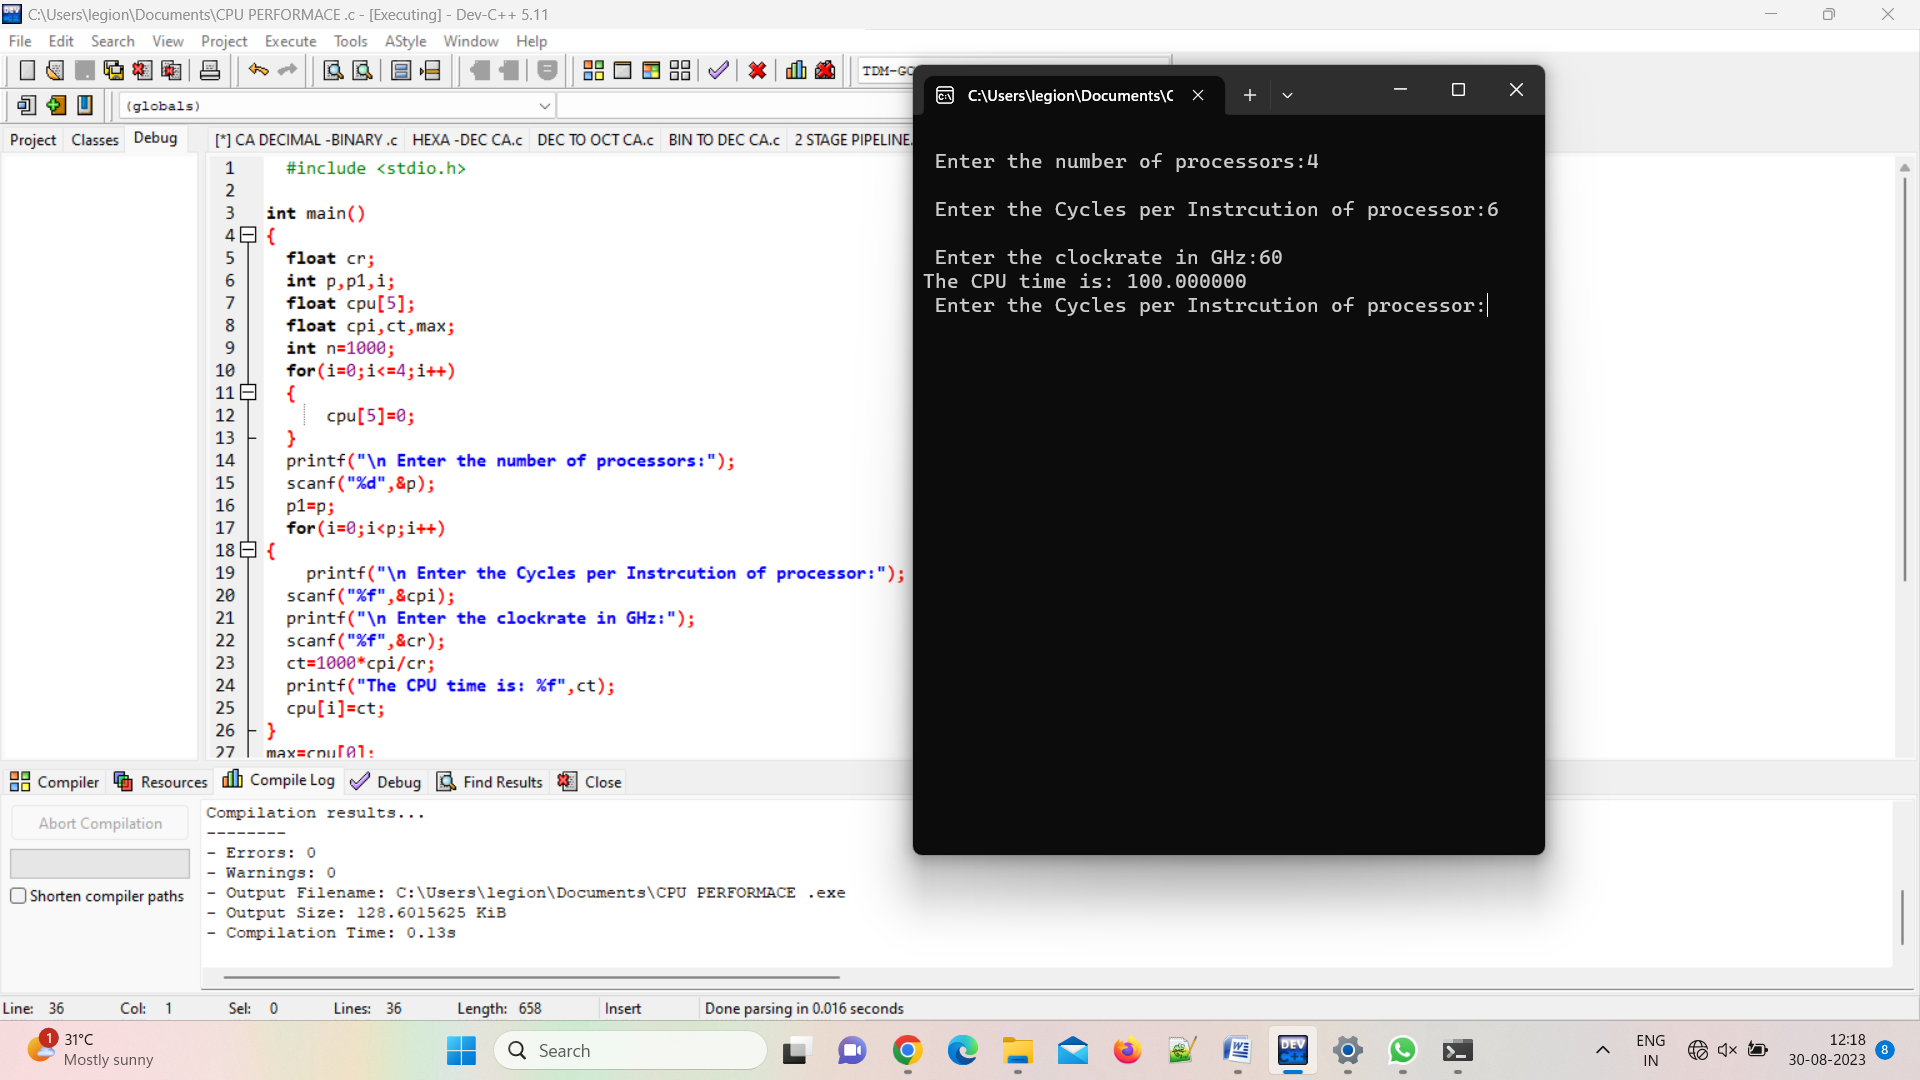 C:\Users\legion\Documents\CPU PERFORMACE .c - [Executing] - Dev-C++ 5.11
File Edit Search View Project Execute Tools AStyle Window Help
TDM-GC
(globals)
Project Classes Debug
[*] CA DECIMAL -BINARY .c HEXA -DEC CA.c DEC TO OCT CA.c BIN TO DEC CA.c 2 STAGE PIPELINE.
1 #include <stdio.h>
2
3 int main()
4 {
5 float cr;
6 int p,p1,i;
7 float cpu[5];
8 float cpi,ct,max;
9 int n=1000;
10 for(i=0;i<=4;i++)
11 {
12 cpu[5]=0;
13 }
14 printf("\n Enter the number of processors:");
15 scanf("%d",&p);
16 p1=p;
17 for(i=0;i<p;i++)
18 {
19 printf("\n Enter the Cycles per Instrcution of processor:");
20 scanf("%f",&cpi);
21 printf("\n Enter the clockrate in GHz:");
22 scanf("%f",&cr);
23 ct=1000*cpi/cr;
24 printf("The CPU time is: %f",ct);
25 cpu[i]=ct;
26 }
27 max=cpu[0];
C:\Users\legion\Documents\C
Enter the number of processors:4
Enter the Cycles per Instrcution of processor:6
Enter the clockrate in GHz:60
The CPU time is: 100.000000
Enter the Cycles per Instrcution of processor:
Compiler Resources Compile Log Debug Find Results Close
Abort Compilation
Shorten compiler paths
Compilation results...
--------
- Errors: 0
- Warnings: 0
- Output Filename: C:\Users\legion\Documents\CPU PERFORMACE .exe
- Output Size: 128.6015625 KiB
- Compilation Time: 0.13s
Line: 36 Col: 1 Sel: 0 Lines: 36 Length: 658 Insert Done parsing in 0.016 seconds
1
31°C
Mostly sunny
Search
DEV
C++
ENG
IN
12:18
30-08-2023
8